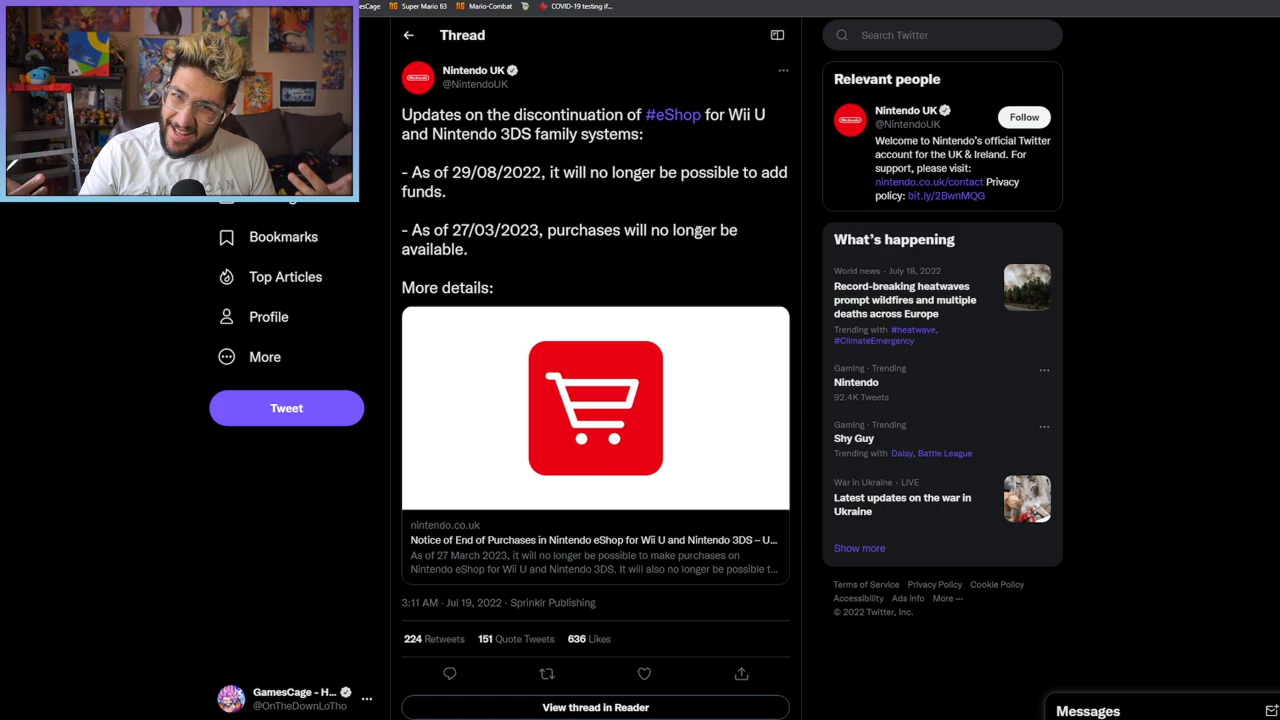 esCage
Super Mario 63
Mario-Combat
COVID-19 testing if...
Thread
Nintendo UK
@NintendoUK
Updates on the discontinuation of #eShop for Wii U
and Nintendo 3DS family systems:
- As of 29/08/2022, it will no longer be possible to add
funds.
- As of 27/03/2023, purchases will no longer be
available.
More details:
nintendo.co.uk
Notice of End of Purchases in Nintendo eShop for Wii U and Nintendo 3DS – U...
As of 27 March 2023, it will no longer be possible to make purchases on
Nintendo eShop for Wii U and Nintendo 3DS. It will also no longer be possible t...
3:11 AM · Jul 19, 2022 · Sprinklr Publishing
224 Retweets 151 Quote Tweets 636 Likes
View thread in Reader
Bookmarks
Top Articles
Profile
More
Tweet
GamesCage - H...
@OnTheDownLoTho
Search Twitter
Relevant people
Nintendo UK
@NintendoUK
Follow
Welcome to Nintendo's official Twitter
account for the UK & Ireland. For
support, please visit:
nintendo.co.uk/contact Privacy
policy: bit.ly/2BwnMQG
What's happening
World news · July 18, 2022
Record-breaking heatwaves
prompt wildfires and multiple
deaths across Europe
Trending with #heatwave,
#ClimateEmergency
Gaming · Trending
Nintendo
92.4K Tweets
Gaming · Trending
Shy Guy
Trending with Daisy, Battle League
War in Ukraine · LIVE
Latest updates on the war in
Ukraine
Show more
Terms of Service Privacy Policy Cookie Policy
Accessibility Ads info More ···
© 2022 Twitter, Inc.
Messages